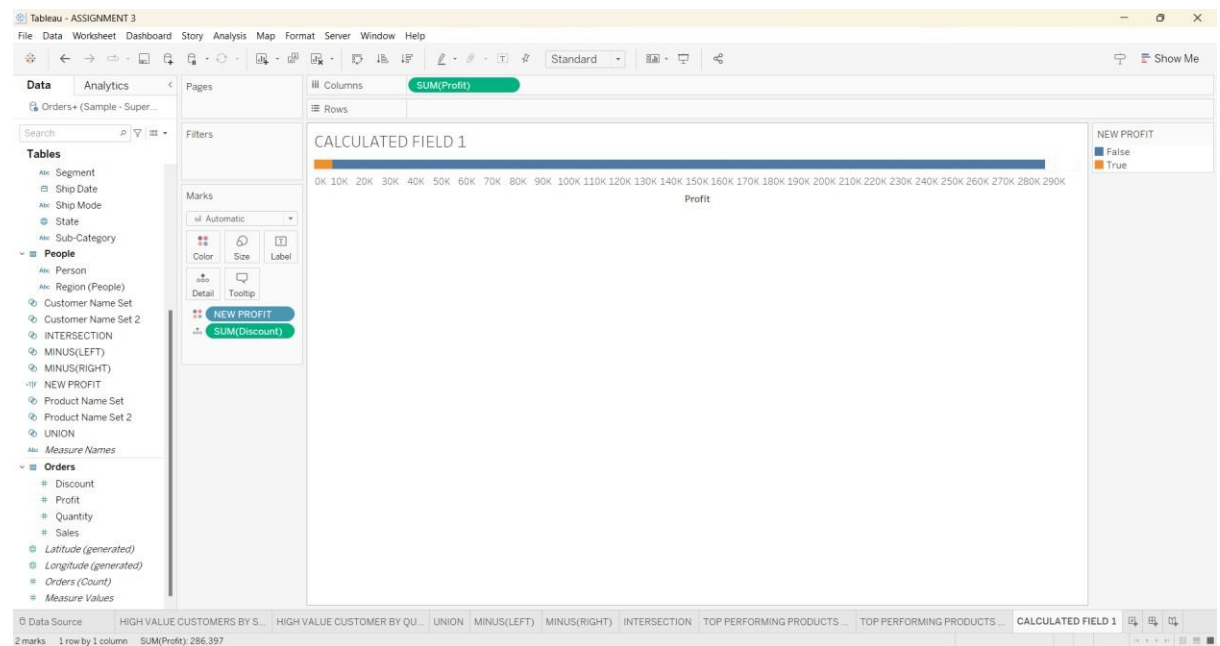 Tableau - ASSIGNMENT 3
File Data Worksheet Dashboard Story Analysis Map Format Server Window Help
Standard
Show Me
Data Analytics
Pages
Columns SUM(Profit)
Orders+ (Sample - Super...
Rows
Search
Filters
CALCULATED FIELD 1
NEW PROFIT
False
True
Tables
Abc Segment
Ship Date
Abc Ship Mode
State
Abc Sub-Category
People
Abc Person
Abc Region (People)
Customer Name Set
Customer Name Set 2
INTERSECTION
MINUS(LEFT)
MINUS(RIGHT)
=T|F NEW PROFIT
Product Name Set
Product Name Set 2
UNION
Abc Measure Names
Orders
# Discount
# Profit
# Quantity
# Sales
Latitude (generated)
Longitude (generated)
# Orders (Count)
# Measure Values
Marks
Automatic
Color Size Label
Detail Tooltip
NEW PROFIT
SUM(Discount)
0K 10K 20K 30K 40K 50K 60K 70K 80K 90K 100K 110K 120K 130K 140K 150K 160K 170K 180K 190K 200K 210K 220K 230K 240K 250K 260K 270K 280K 290K
Profit
Data Source HIGH VALUE CUSTOMERS BY S... HIGH VALUE CUSTOMER BY QU... UNION MINUS(LEFT) MINUS(RIGHT) INTERSECTION TOP PERFORMING PRODUCTS ... TOP PERFORMING PRODUCTS ... CALCULATED FIELD 1
2 marks 1 row by 1 column SUM(Profit): 286,397